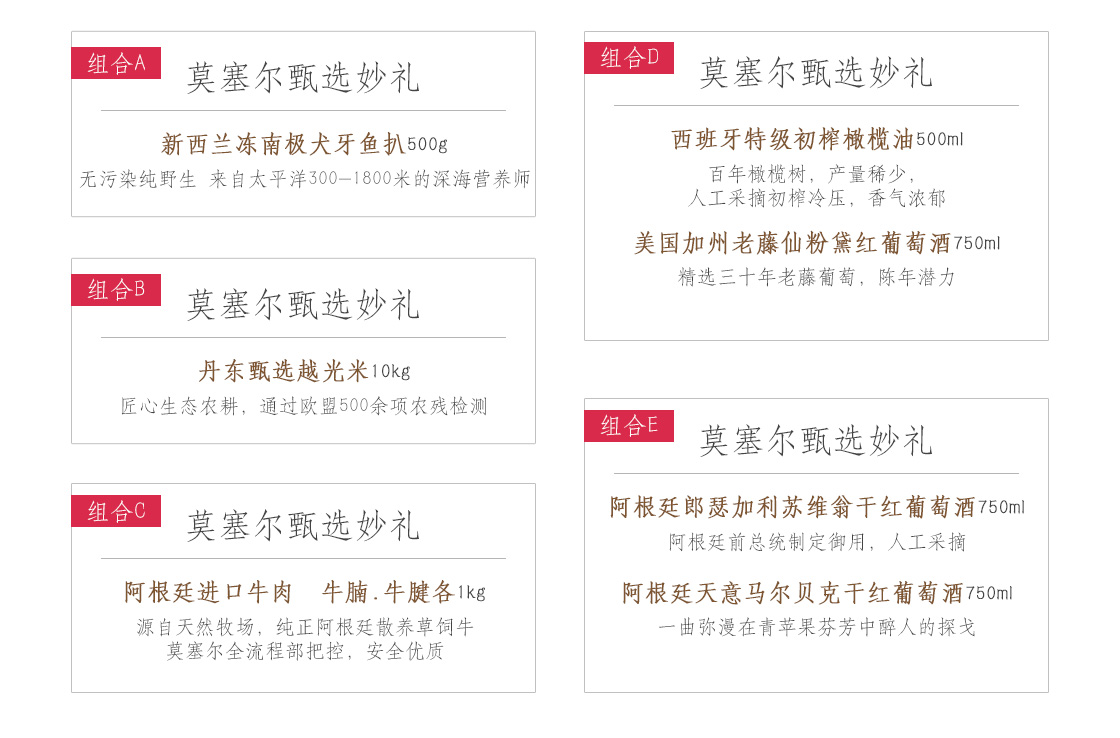 组合A
莫塞尔甄选妙礼
新西兰冻南极犬牙鱼扒500g
无污染纯野生 来自太平洋300-1800米的深海营养师
组合B
莫塞尔甄选妙礼
丹东甄选越光米10kg
匠心生态农耕，通过欧盟500余项农残检测
组合C
莫塞尔甄选妙礼
阿根廷进口牛肉 牛腩.牛腱各1kg
源自天然牧场，纯正阿根廷散养草饲牛
莫塞尔全流程部把控，安全优质
组合D
莫塞尔甄选妙礼
西班牙特级初榨橄榄油500ml
百年橄榄树，产量稀少，
人工采摘初榨冷压，香气浓郁
美国加州老藤仙粉黛红葡萄酒750ml
精选三十年老藤葡萄，陈年潜力
组合E
莫塞尔甄选妙礼
阿根廷郎瑟加利苏维翁干红葡萄酒750ml
阿根廷前总统制定御用，人工采摘
阿根廷天意马尔贝克干红葡萄酒750ml
一曲弥漫在青苹果芬芳中醉人的探戈